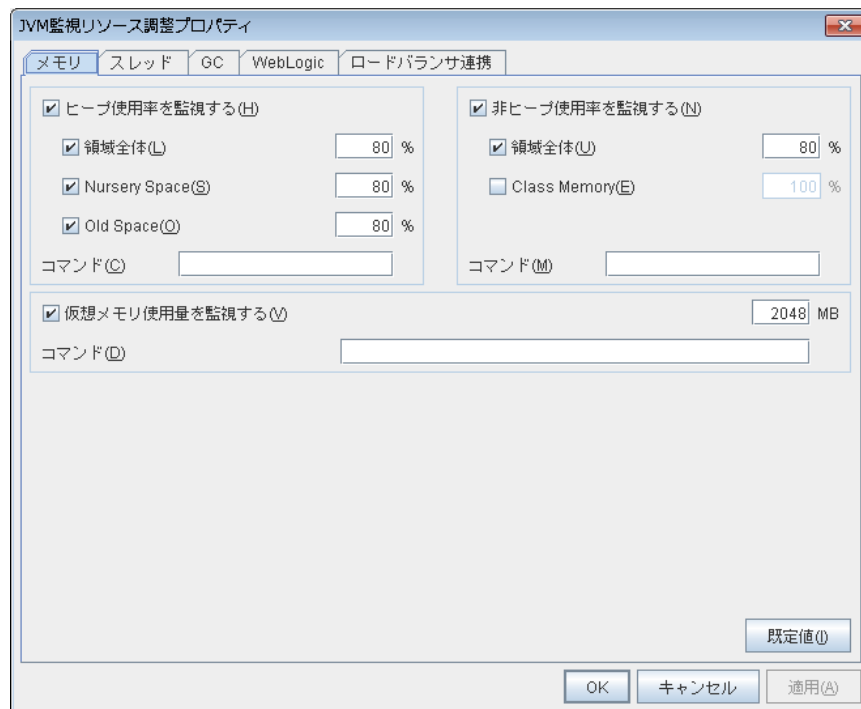 JVM監視リソース調整プロパティ
メモリ スレッド GC WebLogic ロードバランサ連携
ヒープ使用率を監視する(H)
領域全体(L) 80 %
Nursery Space(S) 80 %
Old Space(O) 80 %
コマンド(C)
非ヒープ使用率を監視する(N)
領域全体(U) 80 %
Class Memory(E) 100 %
コマンド(M)
仮想メモリ使用量を監視する(V) 2048 MB
コマンド(D)
既定値(I)
OK キャンセル 適用(A)